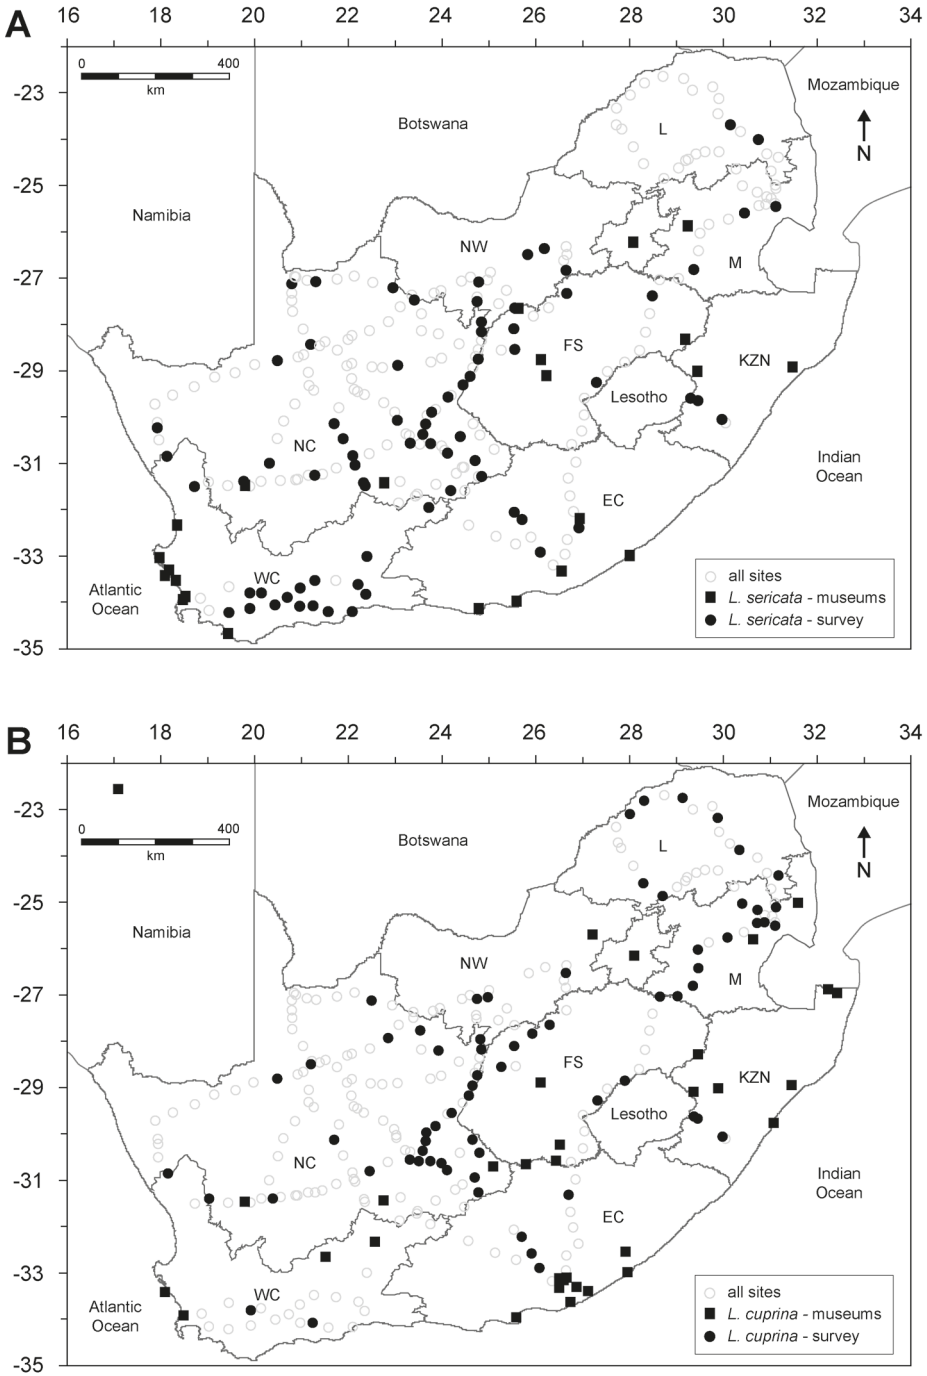 16 18 20 22 24 26 28 30 32 34
A
0 400
km
-23
-25
-27
-29
-31
-33
-35
Mozambique
Botswana
N
L
Namibia
NW
M
FS
KZN
Lesotho
NC
Indian
Ocean
EC
WC
Atlantic
Ocean
all sites
L. sericata - museums
L. sericata - survey
16 18 20 22 24 26 28 30 32 34
B
0 400
km
-23
-25
-27
-29
-31
-33
-35
Mozambique
Botswana
N
L
Namibia
NW
M
FS
KZN
Lesotho
NC
Indian
Ocean
EC
WC
Atlantic
Ocean
all sites
L. cuprina - museums
L. cuprina - survey